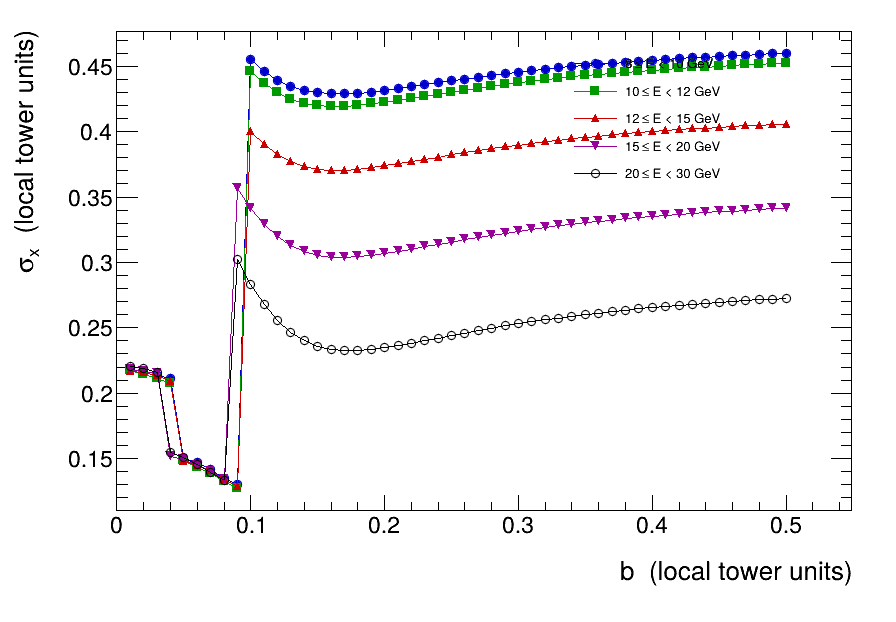 0.45
0.4
0.35
0.3
0.25
0.2
0.15
σx (local tower units)
10 ≤ E < 12 GeV
12 ≤ E < 15 GeV
15 ≤ E < 20 GeV
20 ≤ E < 30 GeV
0 0.1 0.2 0.3 0.4 0.5
b (local tower units)